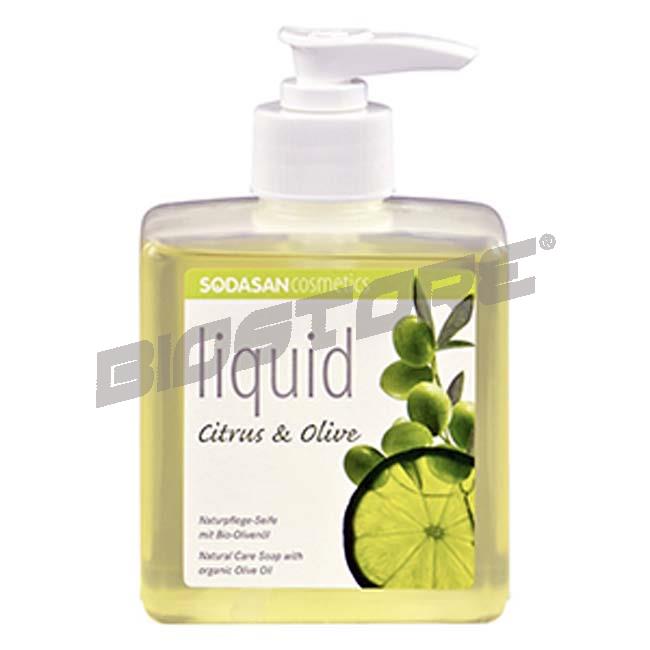 SODASANcosmetics
BIOSTORE®
liquid
Citrus & Olive
Naturpflege-Seife
mit Bio-Olivenöl
Natural Care Soap with
organic Olive Oil